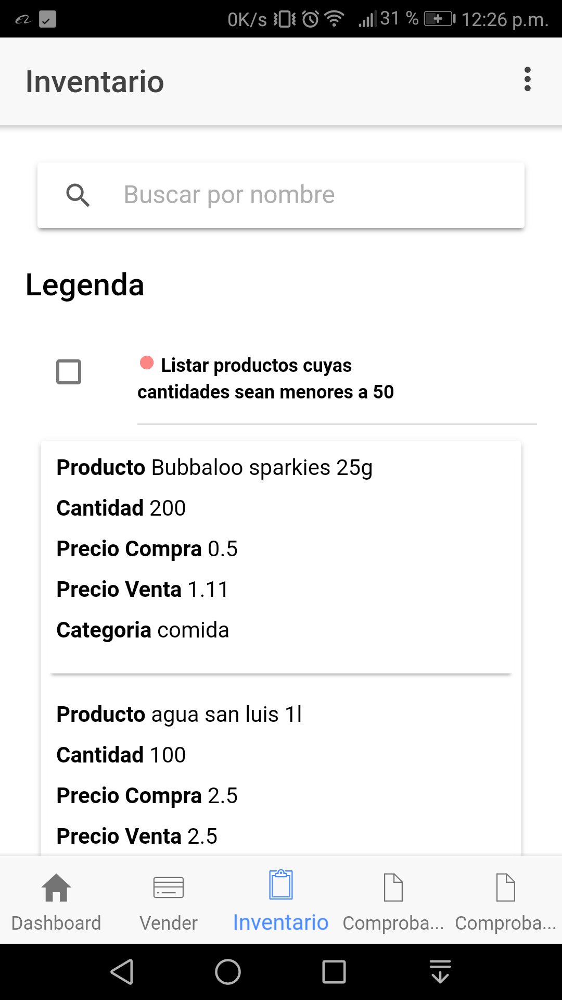 0K/s 31 % 12:26 p.m.
Inventario
Buscar por nombre
Legenda
Listar productos cuyas
cantidades sean menores a 50
Producto Bubbaloo sparkies 25g
Cantidad 200
Precio Compra 0.5
Precio Venta 1.11
Categoria comida
Producto agua san luis 1l
Cantidad 100
Precio Compra 2.5
Precio Venta 2.5
Dashboard Vender Inventario Comproba... Comproba...